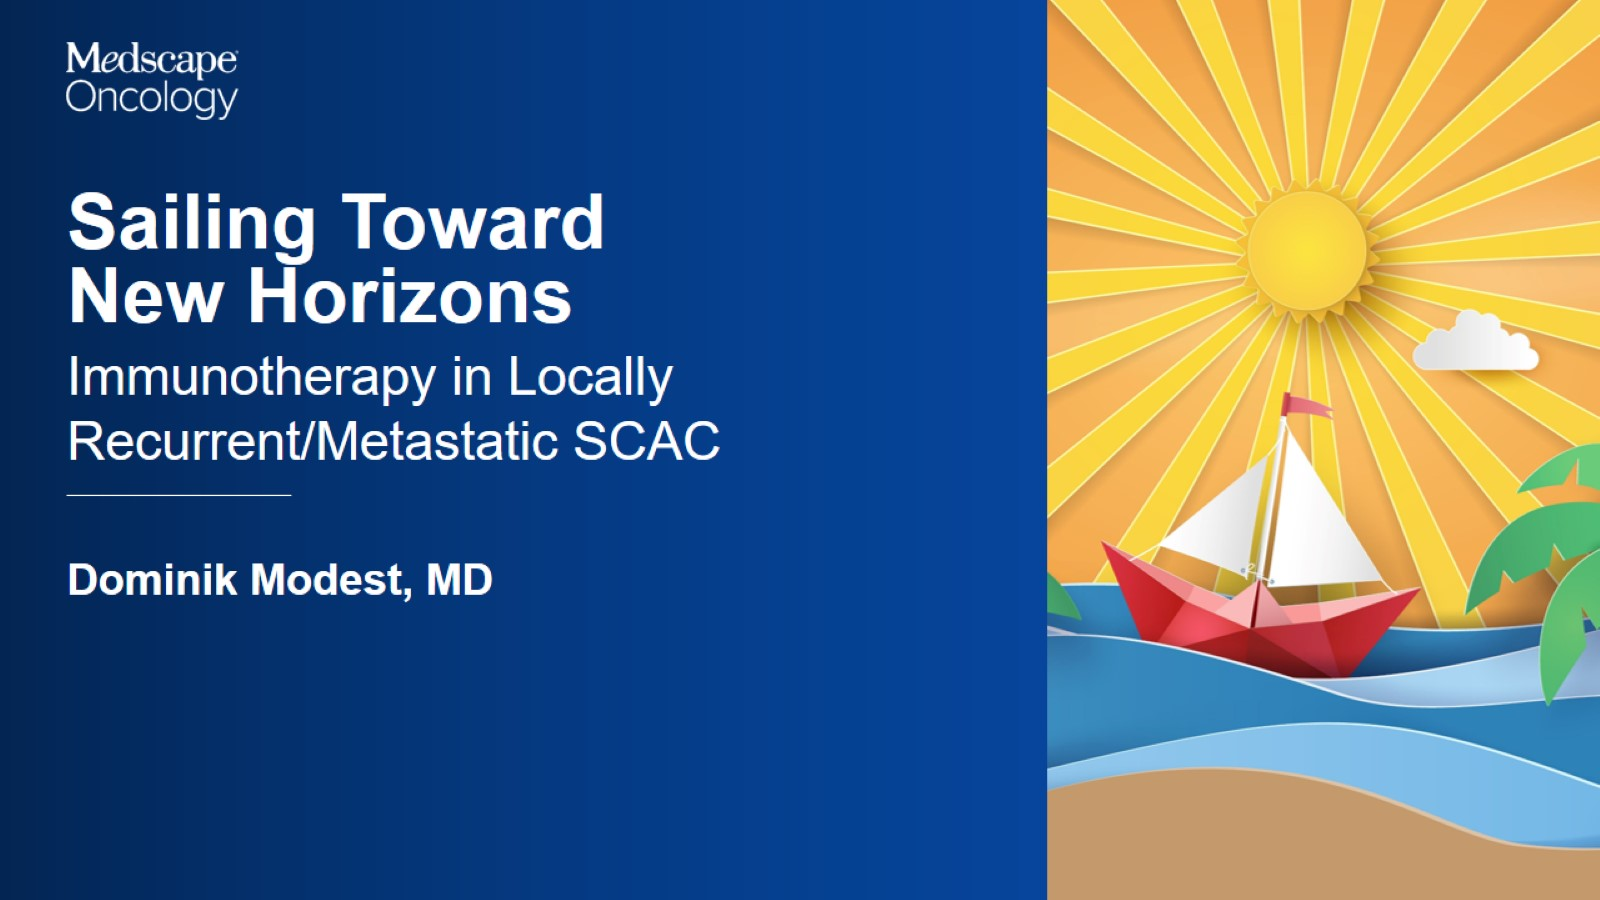 Medscape
Oncology
Sailing Toward
New Horizons
Immunotherapy in Locally
Recurrent/Metastatic SCAC
Dominik Modest, MD